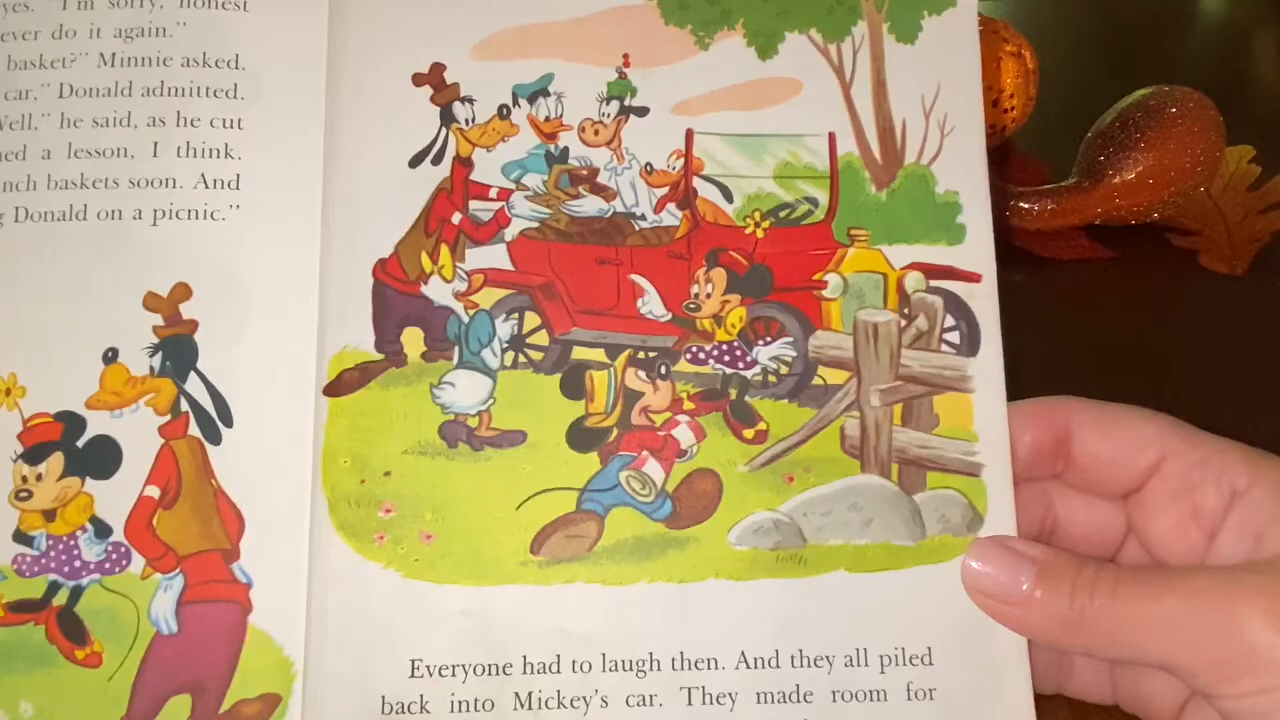 yes. "I'm sorry, honest
ever do it again."
basket?" Minnie asked.
car," Donald admitted.
Well," he said, as he cut
ned a lesson, I think.
nch baskets soon. And
g Donald on a picnic."
Everyone had to laugh then. And they all piled
back into Mickey's car. They made room for